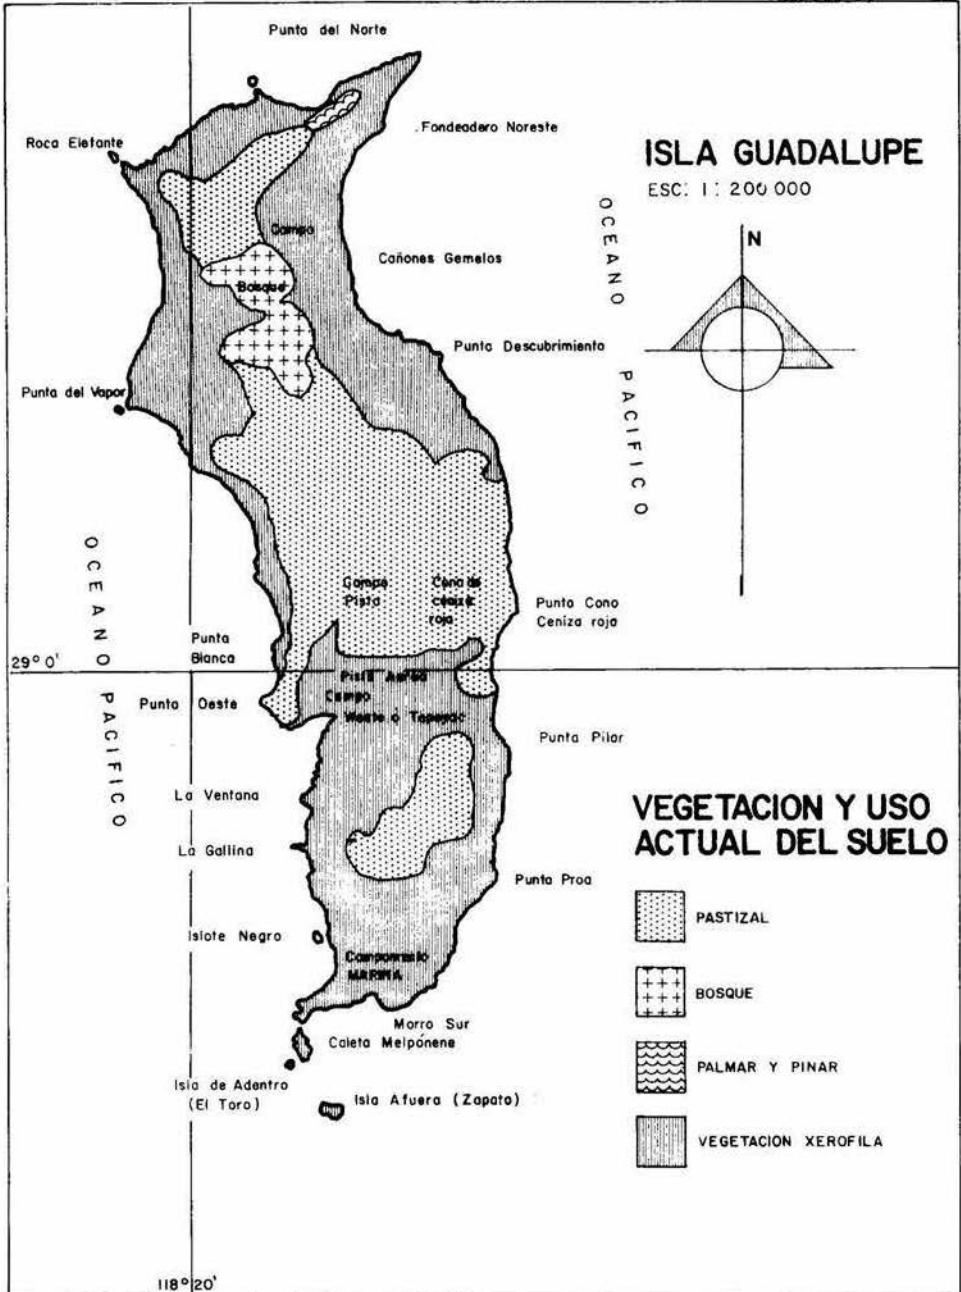 Punta del Norte
Roca Elefante
Fondeadero Noreste
ISLA GUADALUPE
ESC: 1: 200 000
OCEANO PACIFICO
N
Campo
Cañones Gemelos
Bosque
Punta Descubrimiento
Punta del Vapor
OCEANO PACIFICO
Campo
Pista
Cono de
ceniza
roja
Punta Cono
Ceniza roja
Punta
Blanca
29° 0'
Pista Aerea
Campo
Punta Oeste
Weste ó Tepeyac
Punta Pilar
La Ventana
VEGETACION Y USO
ACTUAL DEL SUELO
La Gallina
Punta Proa
PASTIZAL
Islote Negro
Campamento
MARINA
BOSQUE
Morro Sur
Caleta Melpónene
PALMAR Y PINAR
Isla de Adentro
(El Toro)
Isla Afuera (Zapato)
VEGETACION XEROFILA
118° 20'